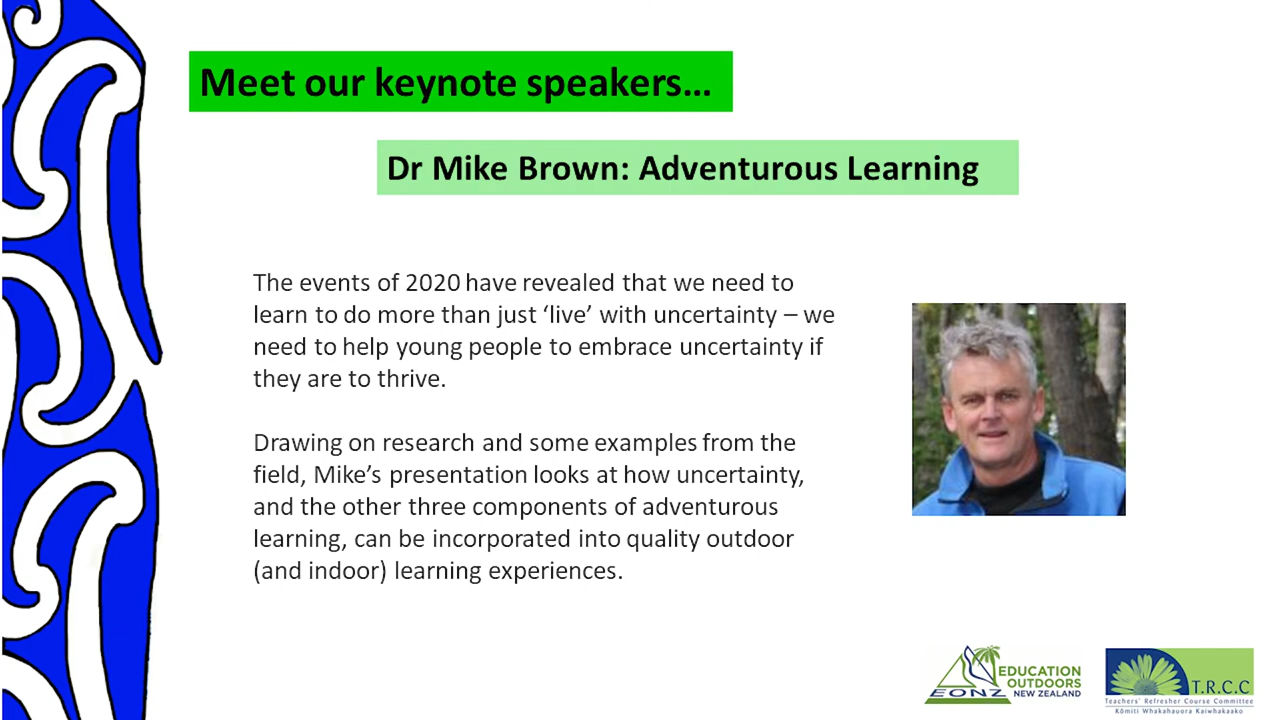 Meet our keynote speakers...
Dr Mike Brown: Adventurous Learning
The events of 2020 have revealed that we need to
learn to do more than just ‘live’ with uncertainty – we
need to help young people to embrace uncertainty if
they are to thrive.
Drawing on research and some examples from the
field, Mike’s presentation looks at how uncertainty,
and the other three components of adventurous
learning, can be incorporated into quality outdoor
(and indoor) learning experiences.
EONZ
EDUCATION
OUTDOORS
NEW ZEALAND
T.R.C.C
Teachers' Refresher Course Committee
Kōmiti Whakahauora Kaiwhakaako